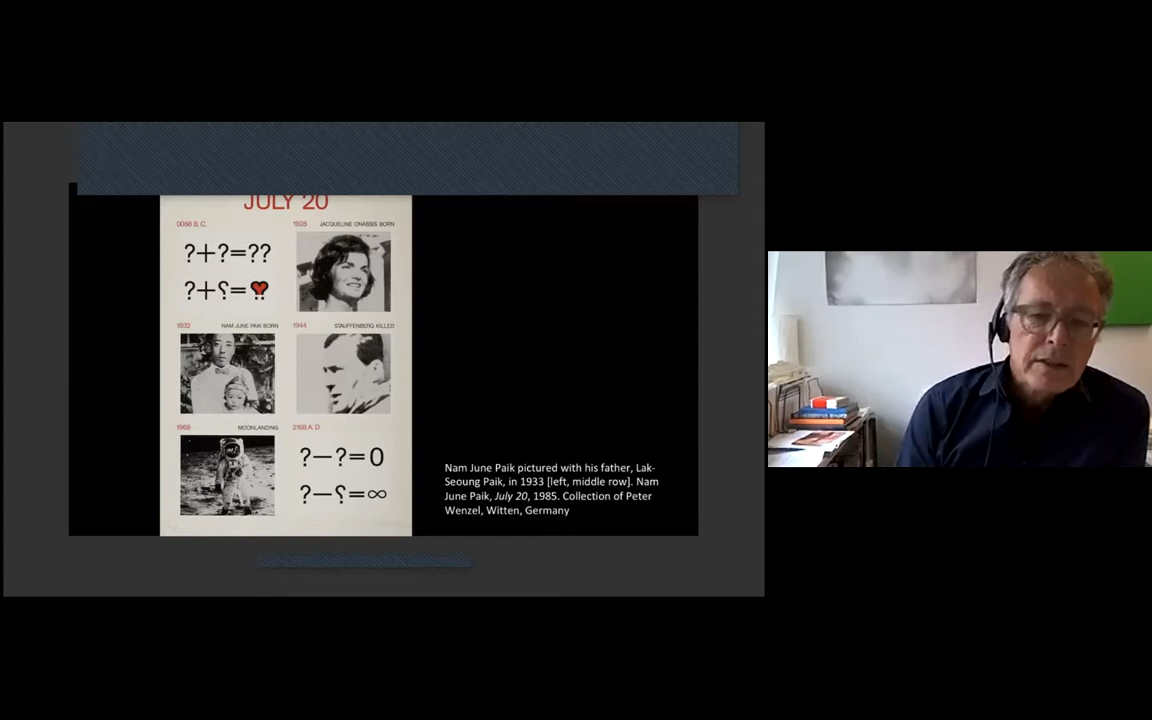 JULY 20
0066 B. C.
?+?=??
?+⸮=
1928 JACQUELINE ONASSIS BORN
1932 NAM JUNE PAIK BORN
1944 STAUFFENBERG KILLED
1969 MOONLANDING
2168 A. D.
?—?=0
?—⸮=∞
Nam June Paik pictured with his father, Lak-
Seoung Paik, in 1933 [left, middle row]. Nam
June Paik, July 20, 1985. Collection of Peter
Wenzel, Witten, Germany